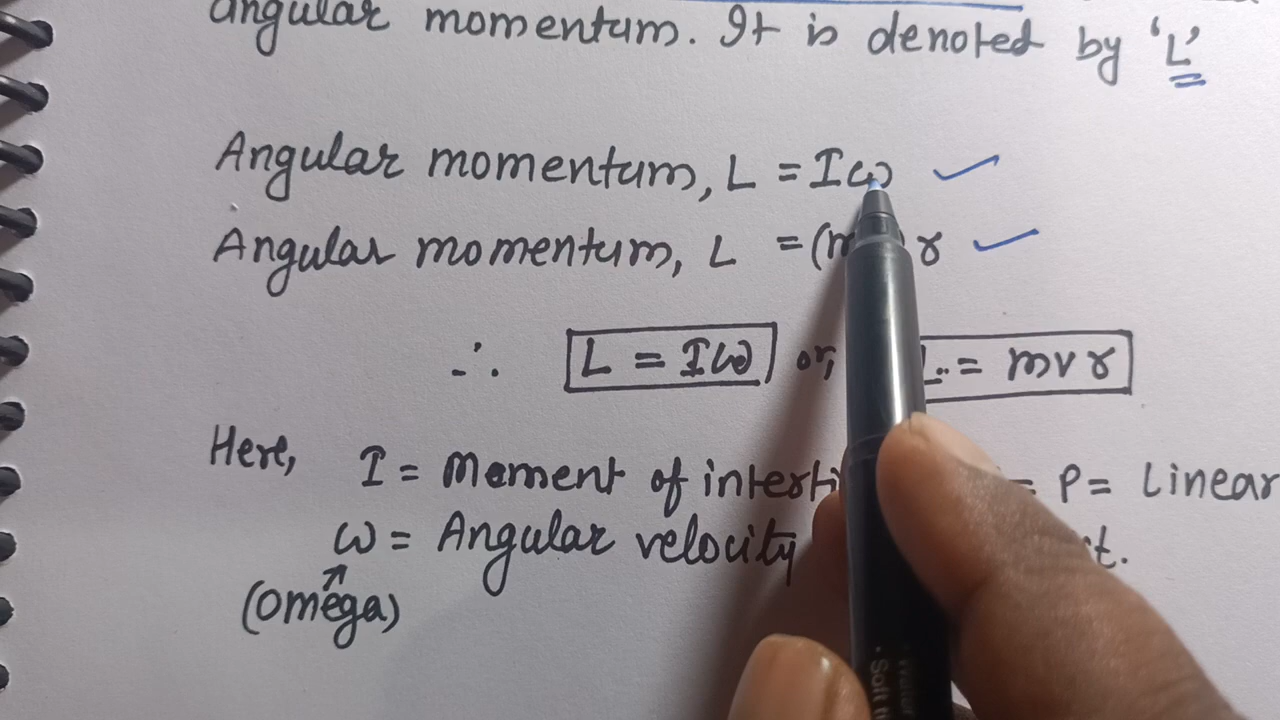 angular momentum. It is denoted by 'L'
Angular momentum, L = Iω
Angular momentum, L = (m ) r
∴ L = Iω or, L = mvr
Here, I = Moment of interti = P = Linear
ω = Angular velocity t.
(omega)